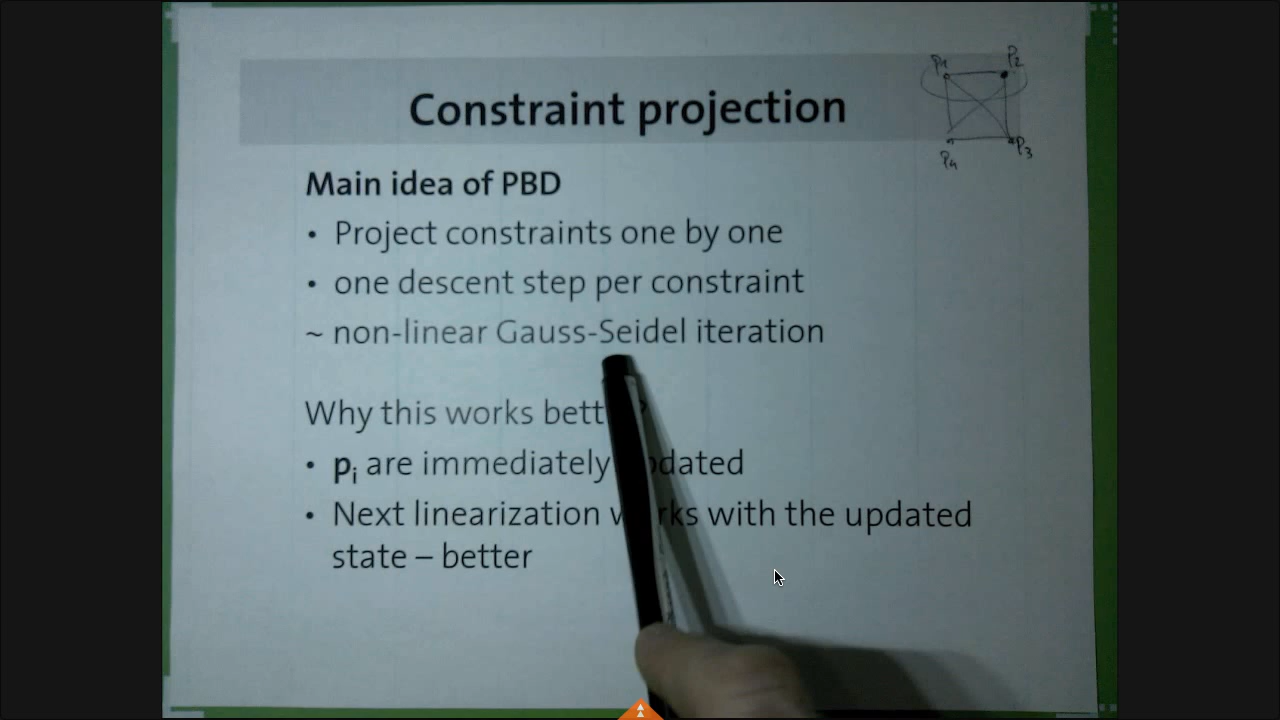 Constraint projection
p1
p2
p3
p4
Main idea of PBD
• Project constraints one by one
• one descent step per constraint
~ non-linear Gauss-Seidel iteration
Why this works bett ?
• pi are immediately pdated
• Next linearization w rks with the updated
state – better